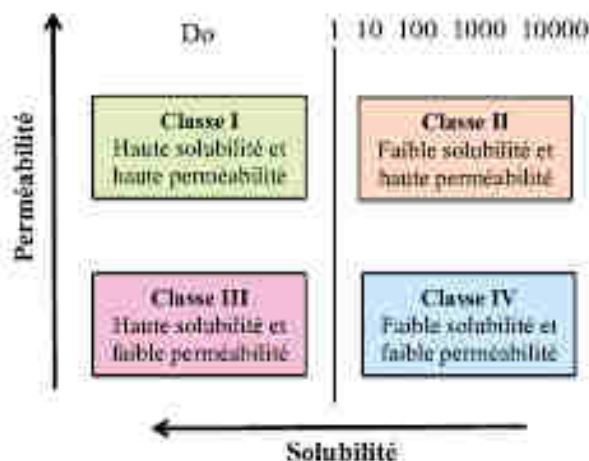 Do 1 10 100 1000 10000
Classe I
Haute solubilité et
haute perméabilité
Classe II
Faible solubilité et
haute perméabilité
Perméabilité
Classe III
Haute solubilité et
faible perméabilité
Classe IV
Faible solubilité et
faible perméabilité
Solubilité